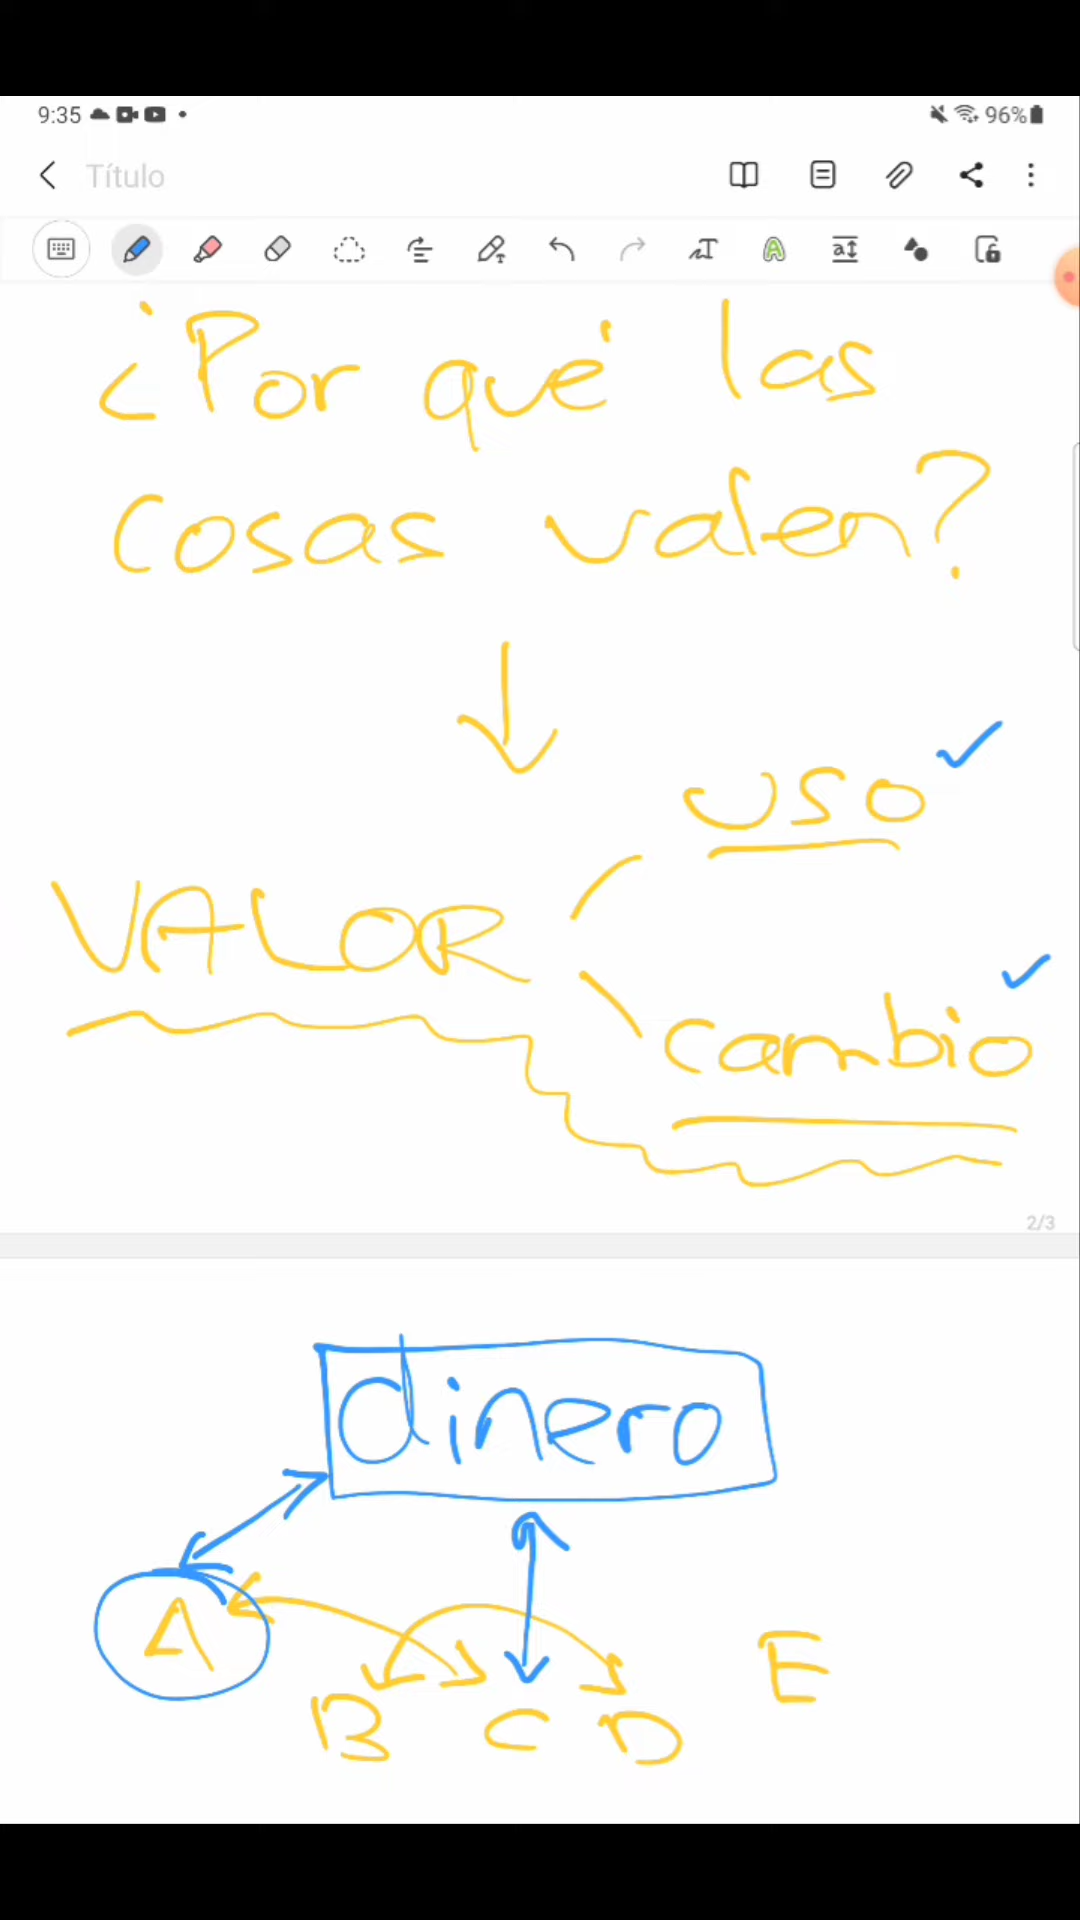 9:35
96%
Título
¿Por qué las
cosas valen?
USO
VALOR
cambio
2/3
dinero
A
B C D
E